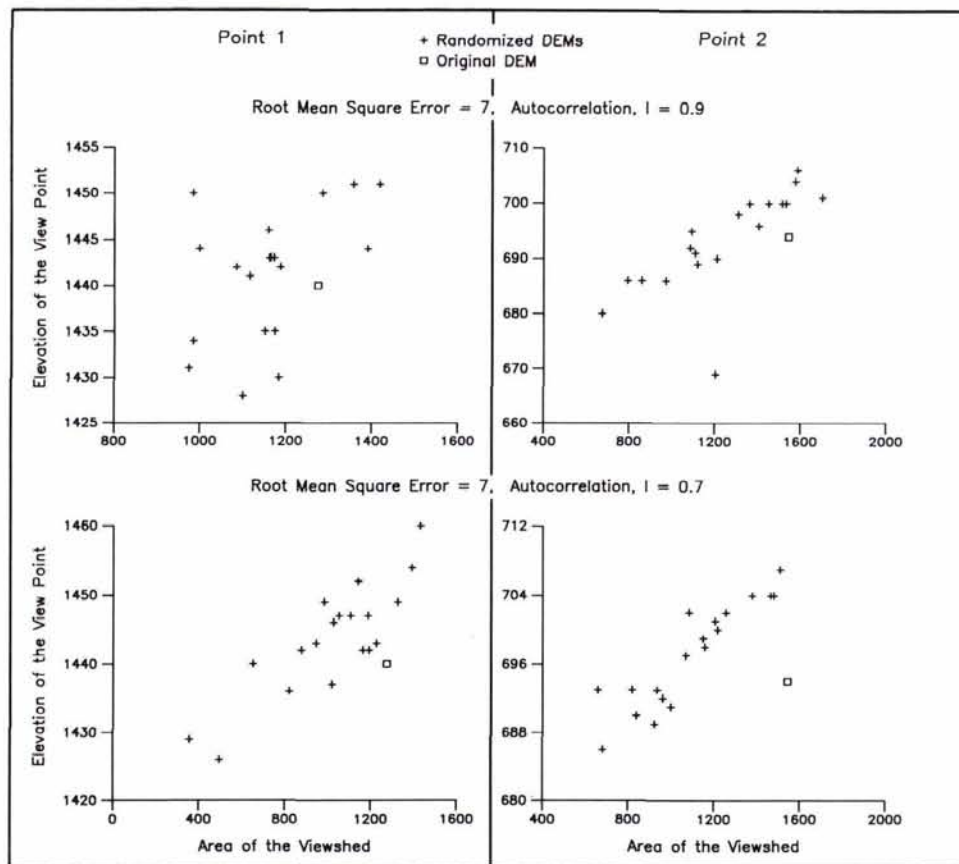 Point 1
+ Randomized DEMs
□ Original DEM
Point 2
Root Mean Square Error = 7, Autocorrelation, I = 0.9
Elevation of the View Point
1455
1450
1445
1440
1435
1430
1425
800 1000 1200 1400 1600
710
700
690
680
670
660
400 800 1200 1600 2000
Root Mean Square Error = 7, Autocorrelation, I = 0.7
Elevation of the View Point
1460
1450
1440
1430
1420
0 400 800 1200 1600
Area of the Viewshed
712
704
696
688
680
400 800 1200 1600 2000
Area of the Viewshed